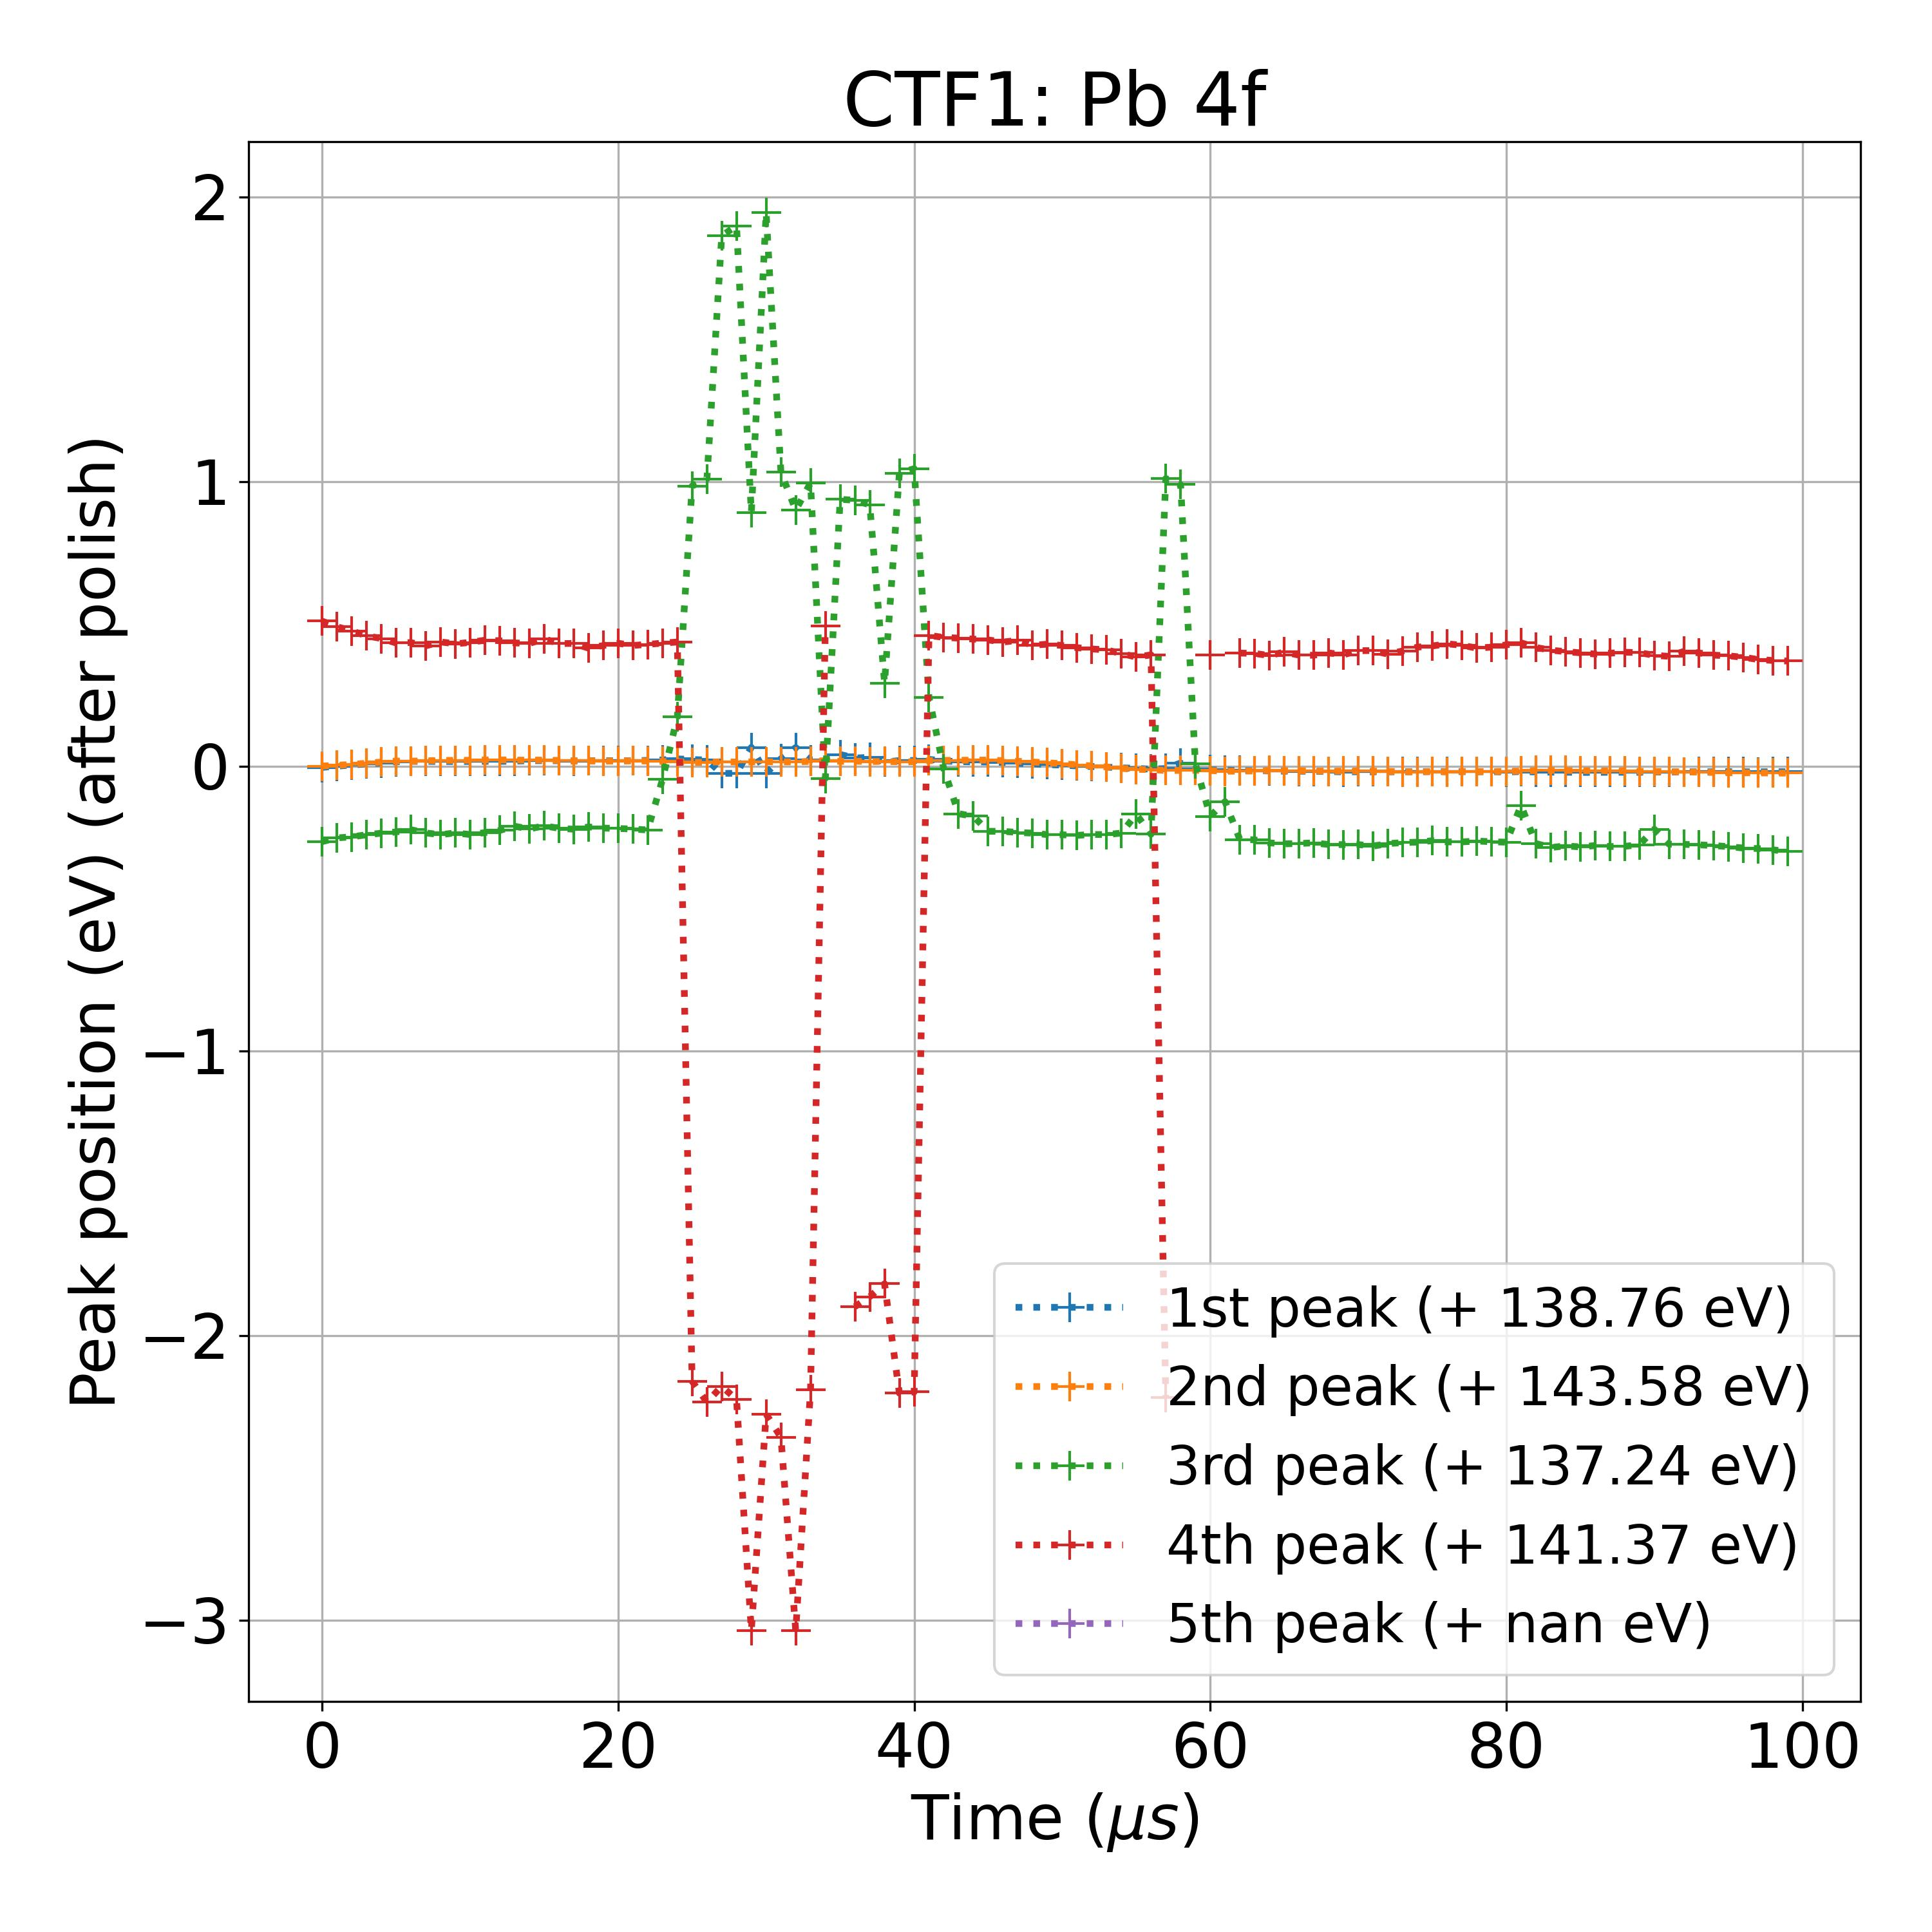 CTF1: Pb 4f
Peak position (eV) (after polish)
2
1
0
−1
−2
−3
1st peak (+ 138.76 eV)
2nd peak (+ 143.58 eV)
3rd peak (+ 137.24 eV)
4th peak (+ 141.37 eV)
5th peak (+ nan eV)
0 20 40 60 80 100
Time (μs)